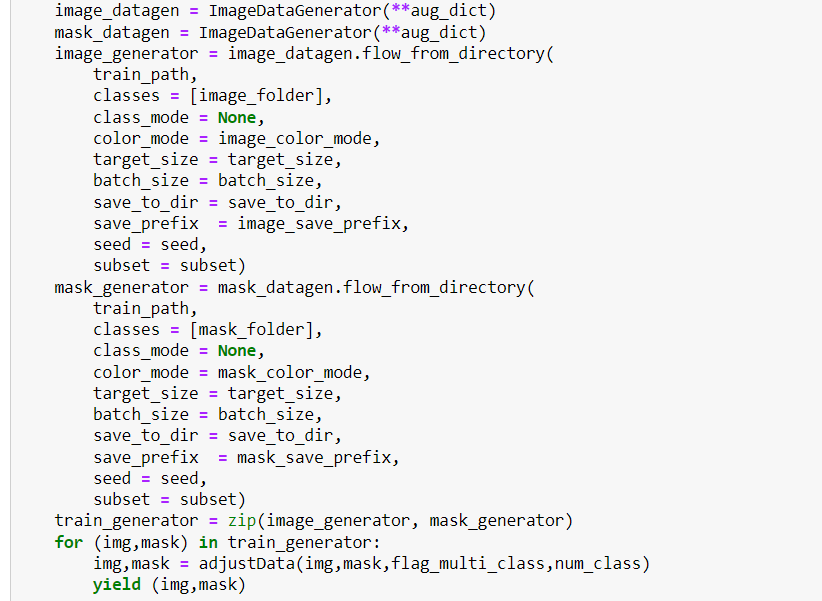 image_datagen = ImageDataGenerator(**aug_dict)
mask_datagen = ImageDataGenerator(**aug_dict)
image_generator = image_datagen.flow_from_directory(
    train_path,
    classes = [image_folder],
    class_mode = None,
    color_mode = image_color_mode,
    target_size = target_size,
    batch_size = batch_size,
    save_to_dir = save_to_dir,
    save_prefix  = image_save_prefix,
    seed = seed,
    subset = subset)
mask_generator = mask_datagen.flow_from_directory(
    train_path,
    classes = [mask_folder],
    class_mode = None,
    color_mode = mask_color_mode,
    target_size = target_size,
    batch_size = batch_size,
    save_to_dir = save_to_dir,
    save_prefix  = mask_save_prefix,
    seed = seed,
    subset = subset)
train_generator = zip(image_generator, mask_generator)
for (img,mask) in train_generator:
    img,mask = adjustData(img,mask,flag_multi_class,num_class)
    yield (img,mask)